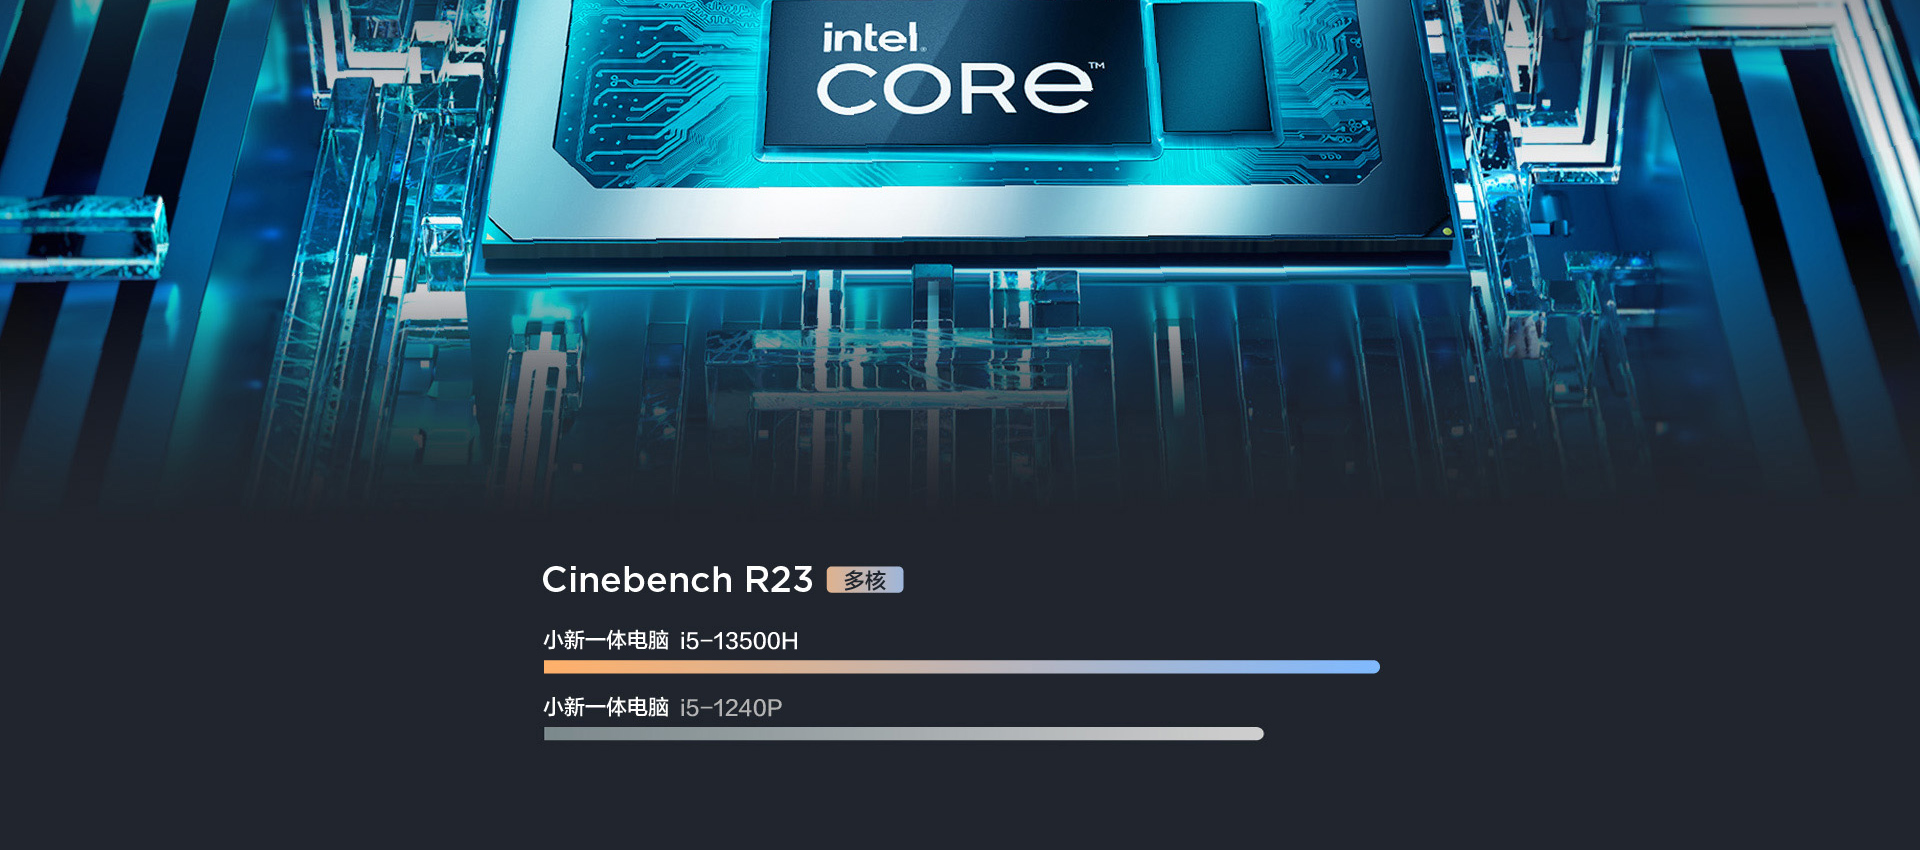 intel.
CORE™
Cinebench R23 多核
小新一体电脑 i5-13500H
小新一体电脑 i5-1240P